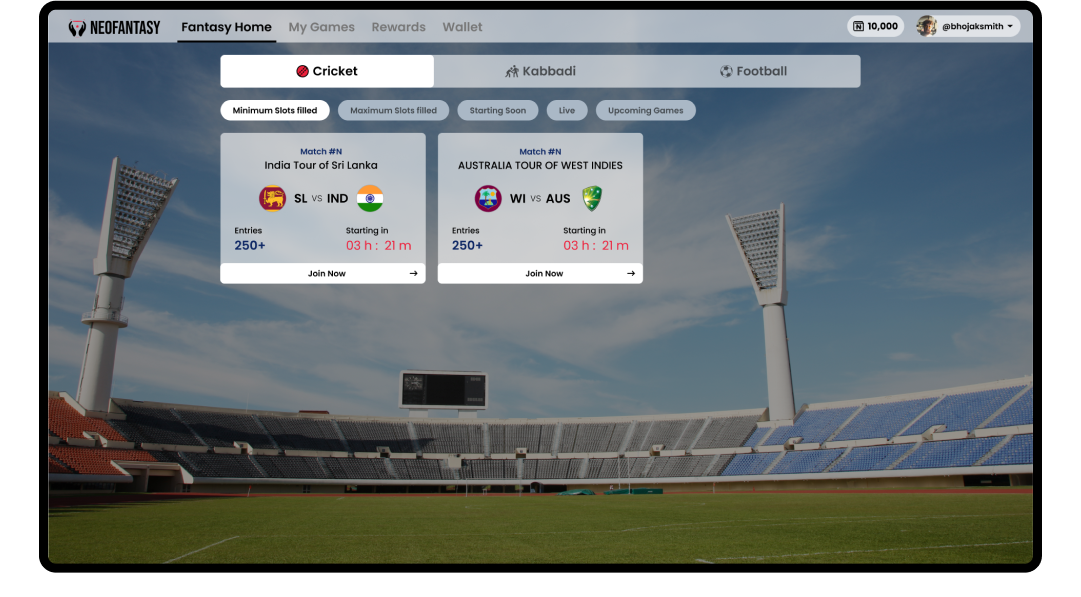 NEOFANTASY Fantasy Home My Games Rewards Wallet N 10,000 @bhojaksmith
Cricket Kabbadi Football
Minimum Slots filled Maximum Slots filled Starting Soon Live Upcoming Games
Match #N
India Tour of Sri Lanka
SL VS IND
Entries Starting in
250+ 03 h : 21 m
Join Now →
Match #N
AUSTRALIA TOUR OF WEST INDIES
WI VS AUS
Entries Starting in
250+ 03 h : 21 m
Join Now →